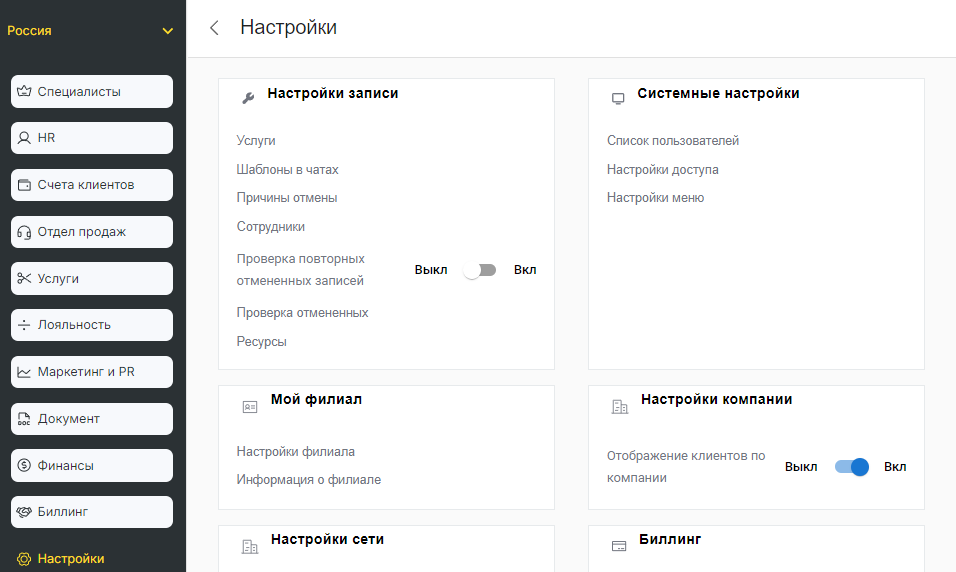 Россия
Специалисты
HR
Счета клиентов
Отдел продаж
Услуги
Лояльность
Маркетинг и PR
Документ
Финансы
Биллинг
Настройки
Настройки
Настройки записи
Услуги
Шаблоны в чатах
Причины отмены
Сотрудники
Проверка повторных
отмененных записей
Выкл Вкл
Проверка отмененных
Ресурсы
Системные настройки
Список пользователей
Настройки доступа
Настройки меню
Мой филиал
Настройки филиала
Информация о филиале
Настройки компании
Отображение клиентов по
компании
Выкл Вкл
Настройки сети
Биллинг